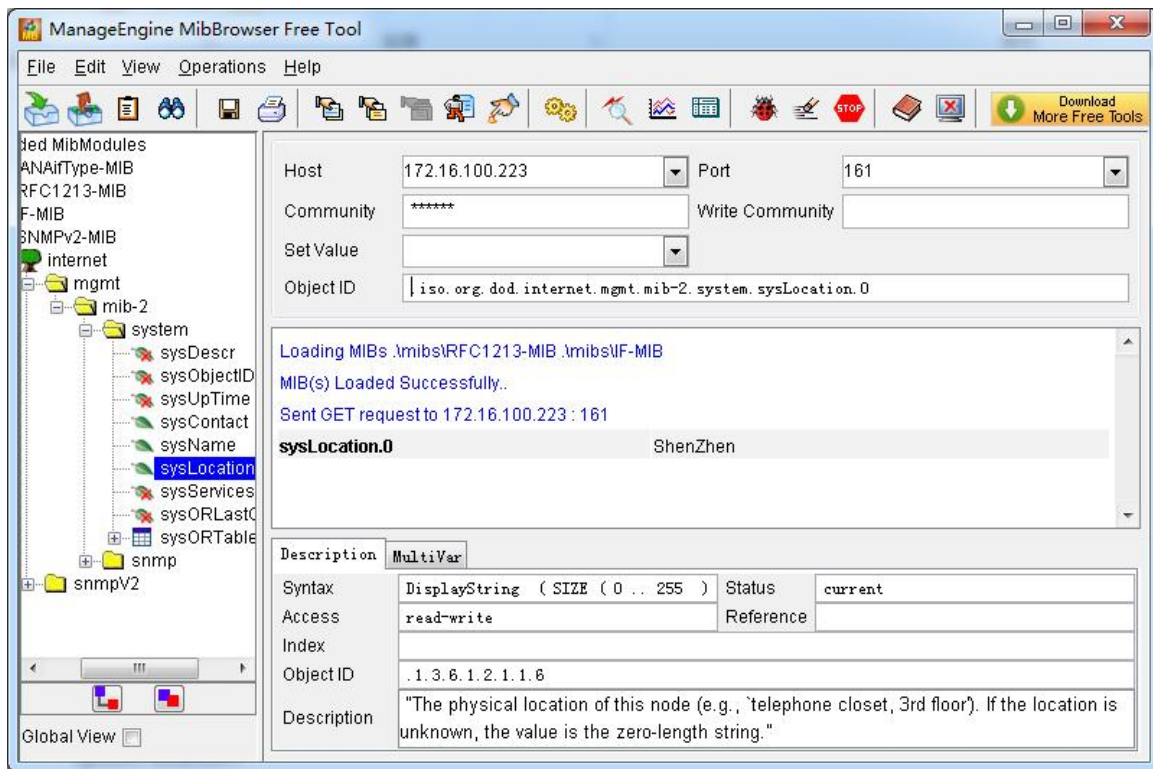 ManageEngine MibBrowser Free Tool
File Edit View Operations Help
STOP
Download
More Free Tools
ded MibModules
ANAifType-MIB
RFC1213-MIB
F-MIB
SNMPv2-MIB
internet
mgmt
mib-2
system
sysDescr
sysObjectID
sysUpTime
sysContact
sysName
sysLocation
sysServices
sysORLast
sysORTable
snmp
snmpV2
Global View
Host 172.16.100.223 Port 161
Community ****** Write Community
Set Value
Object ID .iso.org.dod.internet.mgmt.mib-2.system.sysLocation.0
Loading MIBs .\mibs\RFC1213-MIB .\mibs\IF-MIB
MIB(s) Loaded Successfully..
Sent GET request to 172.16.100.223 : 161
sysLocation.0 ShenZhen
Description MultiVar
Syntax DisplayString ( SIZE ( 0 .. 255 ) Status current
Access read-write Reference
Index
Object ID .1.3.6.1.2.1.1.6
Description "The physical location of this node (e.g., `telephone closet, 3rd floor'). If the location is
unknown, the value is the zero-length string."